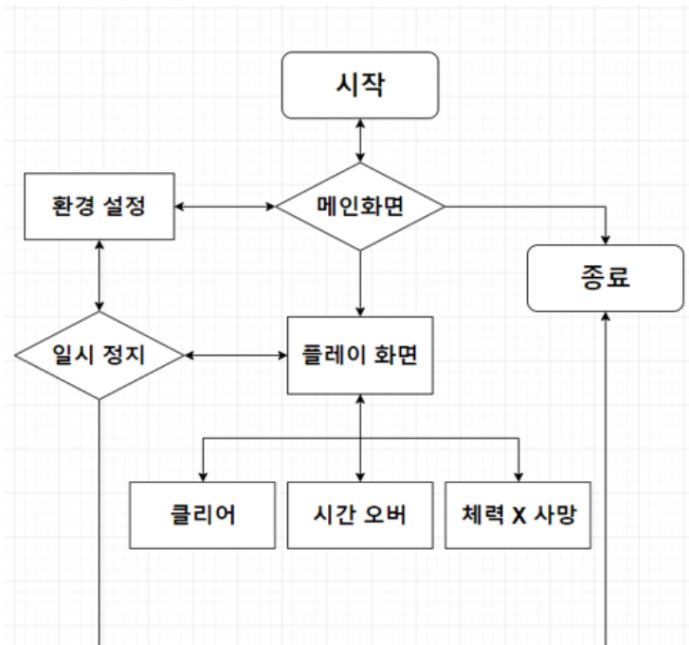 시작
환경 설정
메인화면
종료
일시 정지
플레이 화면
클리어
시간 오버
체력 X 사망